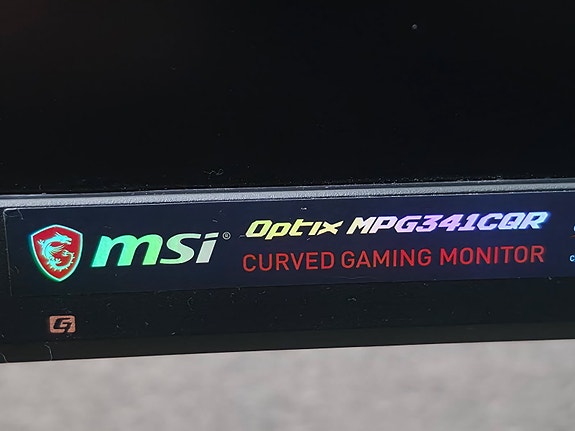 msi® Optix MPG341CQR
CURVED GAMING MONITOR
G